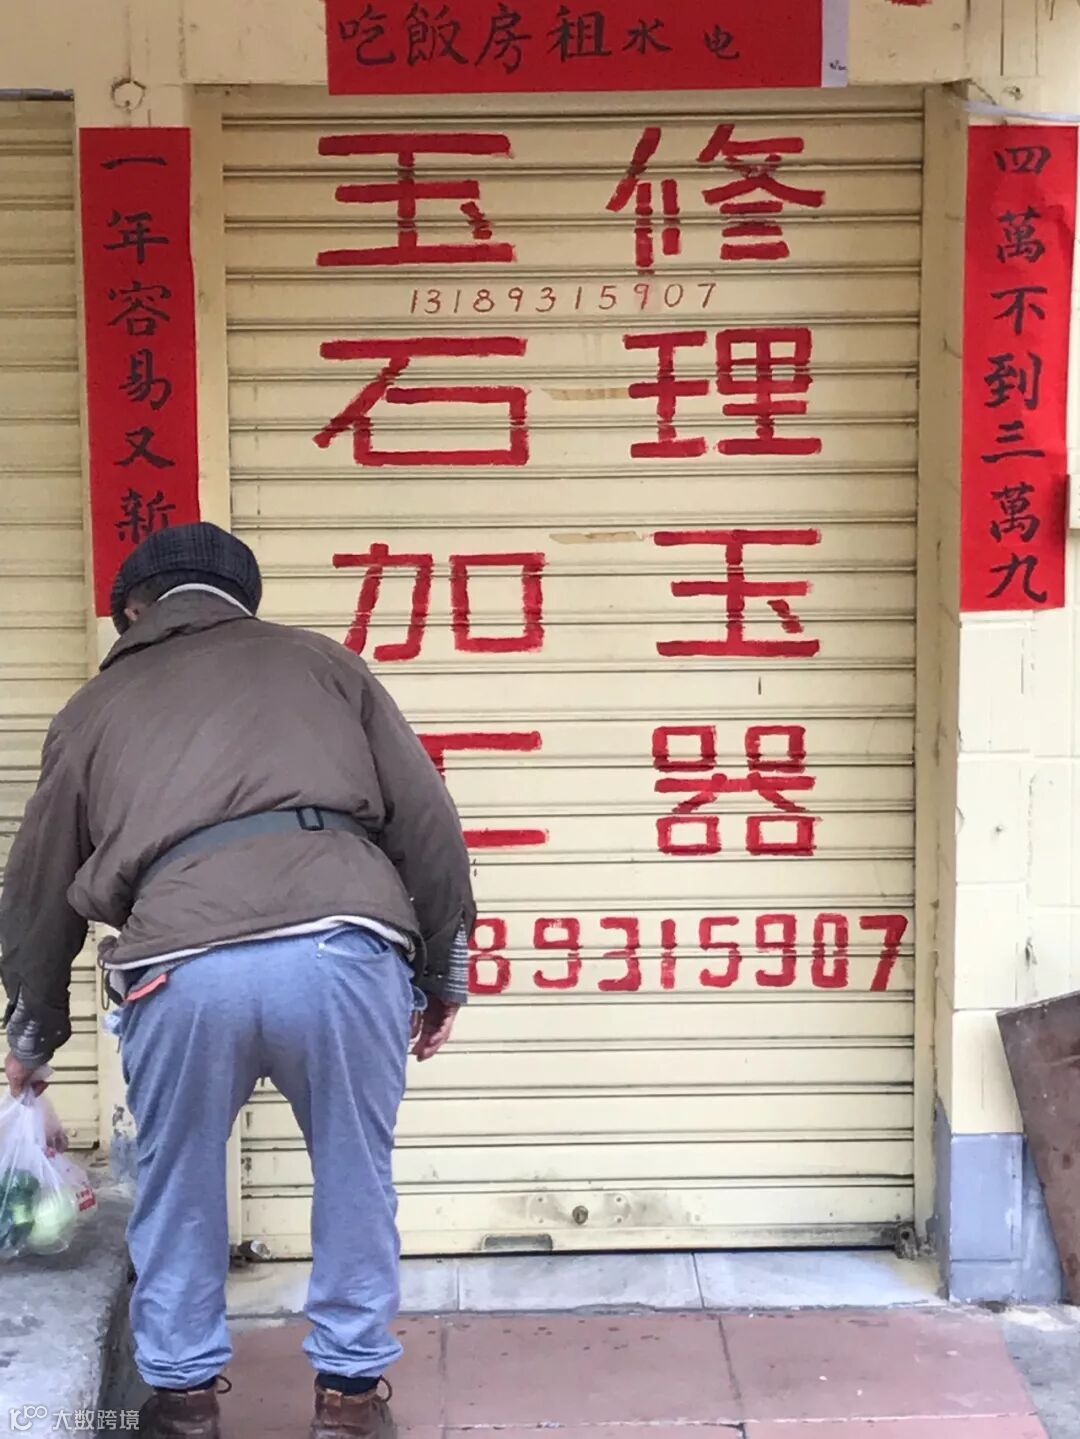 吃飯房租水电
四萬不到三萬九
一年容易又新
修理玉器
玉石加工
13189315907
89315907
大数跨境